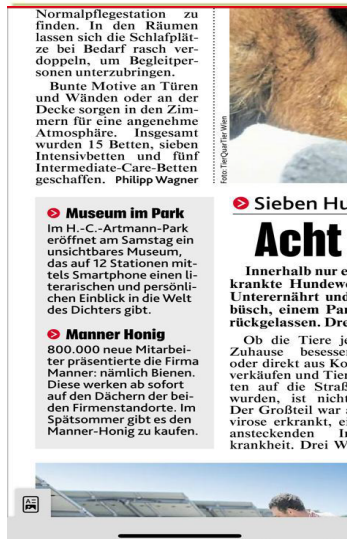 Normalpflegestation zu
finden. In den Räumen
lassen sich die Schlafplät-
ze bei Bedarf rasch ver-
doppeln, um Begleitper-
sonen unterzubringen.
Bunte Motive an Türen
und Wänden oder an der
Decke sorgen in den Zim-
mern für eine angenehme
Atmosphäre. Insgesamt
wurden 15 Betten, sieben
Intensivbetten und fünf
Intermediate-Care-Betten
geschaffen. Philipp Wagner
Museum im Park
Im H.-C.-Artmann-Park
eröffnet am Samstag ein
unsichtbares Museum,
das auf 12 Stationen mit-
tels Smartphone einen li-
terarischen und persönli-
chen Einblick in die Welt
des Dichters gibt.
Manner Honig
800.000 neue Mitarbei-
ter präsentierte die Firma
Manner: nämlich Bienen.
Diese werken ab sofort
auf den Dächern der bei-
den Firmenstandorte. Im
Spätsommer gibt es den
Manner-Honig zu kaufen.
Foto: TierQuarTier Wien
Sieben Hu
Acht
Innerhalb nur e
krankte Hundewe
Unterernährt und
büsch, einem Par
rückgelassen. Dre
Ob die Tiere je
Zuhause besessen
oder direkt aus Ko
verkäufen und Tier
ten auf die Straß
wurden, ist nicht
Der Großteil war a
virose erkrankt, ei
ansteckenden In
krankheit. Drei W